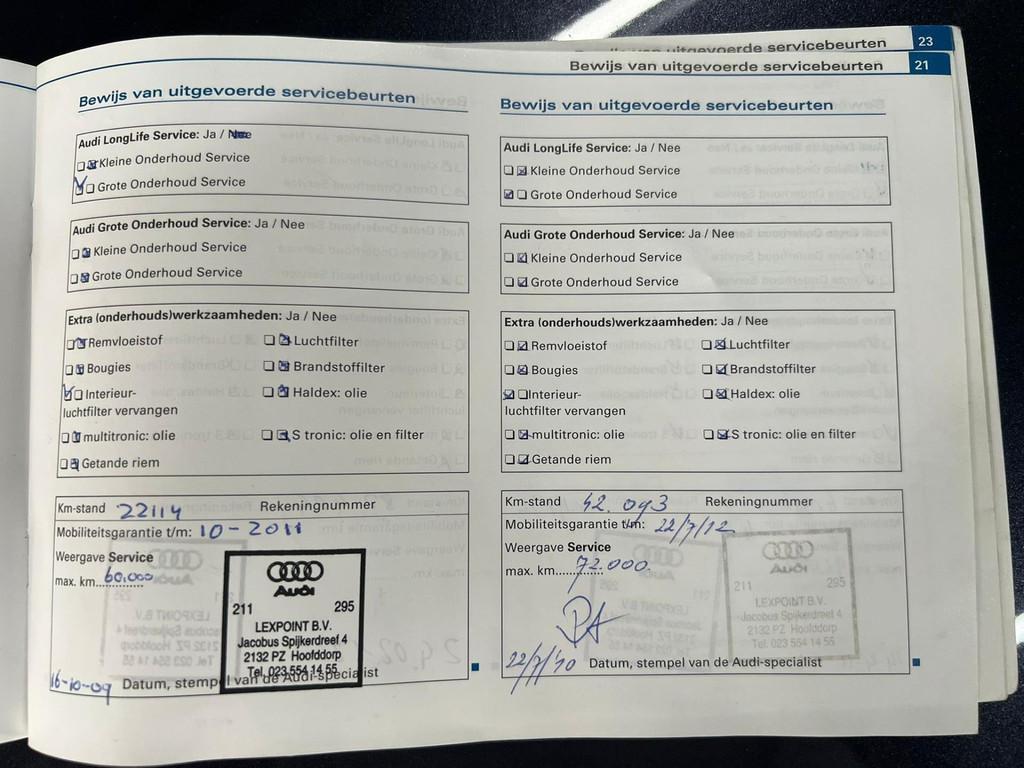 Bewijs van uitgevoerde servicebeurten 23
Bewijs van uitgevoerde servicebeurten 21
Bewijs van uitgevoerde servicebeurten
Audi LongLife Service: Ja / Nee
Kleine Onderhoud Service
Grote Onderhoud Service
Audi Grote Onderhoud Service: Ja / Nee
Kleine Onderhoud Service
Grote Onderhoud Service
Extra (onderhouds)werkzaamheden: Ja / Nee
Remvloeistof Luchtfilter
Bougies Brandstoffilter
Interieur- Haldex: olie
luchtfilter vervangen
multitronic: olie S tronic: olie en filter
Getande riem
Km-stand 22114 Rekeningnummer
Mobiliteitsgarantie t/m: 10-2011
Weergave Service
max. km. 60.000
Audi
211 295
LEXPOINT B.V.
Jacobus Spijkerdreef 4
2132 PZ Hoofddorp
Tel. 023 554 14 55
16-10-09 Datum, stempel van de Audi-specialist
Bewijs van uitgevoerde servicebeurten
Audi LongLife Service: Ja / Nee
Kleine Onderhoud Service
Grote Onderhoud Service
Audi Grote Onderhoud Service: Ja / Nee
Kleine Onderhoud Service
Grote Onderhoud Service
Extra (onderhouds)werkzaamheden: Ja / Nee
Remvloeistof Luchtfilter
Bougies Brandstoffilter
Interieur- Haldex: olie
luchtfilter vervangen
multitronic: olie S tronic: olie en filter
Getande riem
Km-stand 42.093 Rekeningnummer
Mobiliteitsgarantie t/m: 22/7/12
Weergave Service
max. km. 72.000.
Audi
211 295
LEXPOINT B.V.
Jacobus Spijkerdreef 4
2132 PZ Hoofddorp
Tel. 023 554 14 55
22/7/'10 Datum, stempel van de Audi-specialist